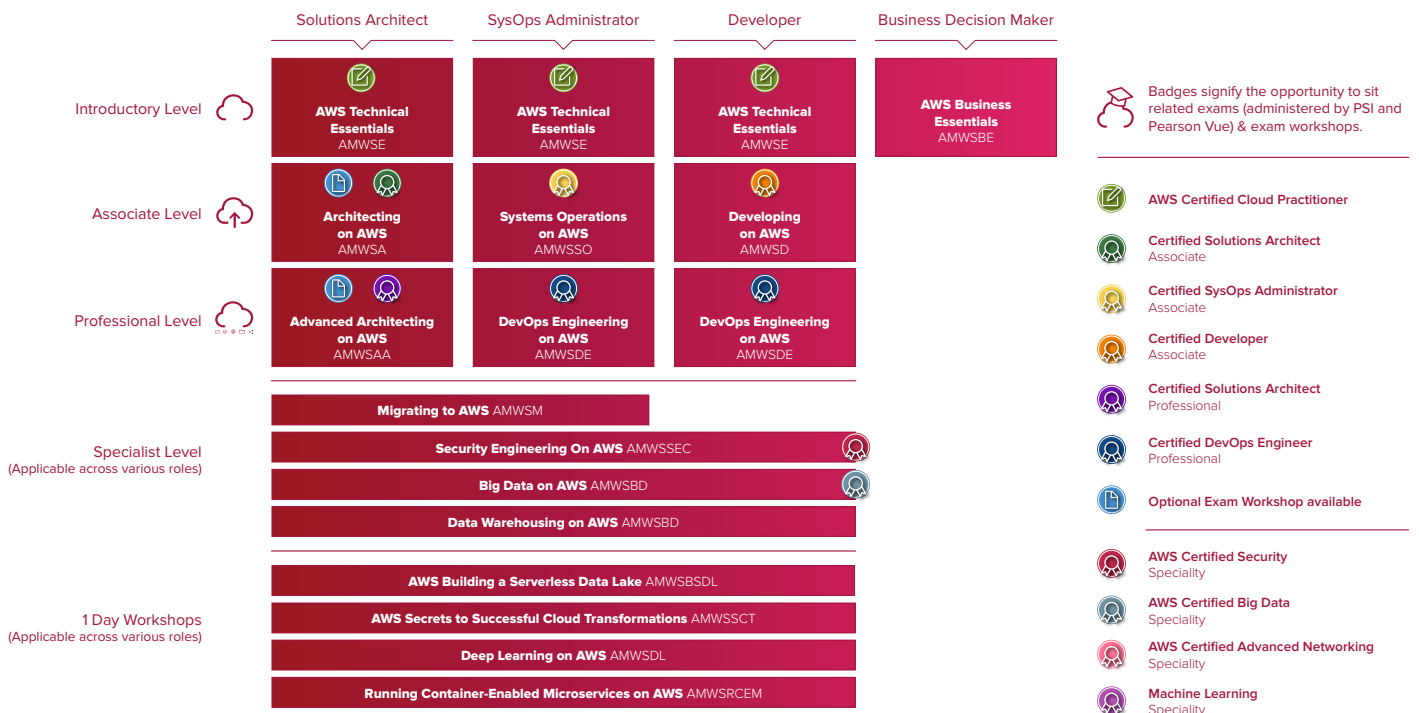 Solutions Architect
SysOps Administrator
Developer
Business Decision Maker
Introductory Level
AWS Technical
Essentials
AMWSE
AWS Technical
Essentials
AMWSE
AWS Technical
Essentials
AMWSE
AWS Business
Essentials
AMWSBE
Associate Level
Architecting
on AWS
AMWSA
Systems Operations
on AWS
AMWSSO
Developing
on AWS
AMWSD
Professional Level
Advanced Architecting
on AWS
AMWSAA
DevOps Engineering
on AWS
AMWSDE
DevOps Engineering
on AWS
AMWSDE
Specialist Level
(Applicable across various roles)
Migrating to AWS AMWSM
Security Engineering On AWS AMWSSEC
Big Data on AWS AMWSBD
Data Warehousing on AWS AMWSBD
1 Day Workshops
(Applicable across various roles)
AWS Building a Serverless Data Lake AMWSBSDL
AWS Secrets to Successful Cloud Transformations AMWSSCT
Deep Learning on AWS AMWSDL
Running Container-Enabled Microservices on AWS AMWSRCEM
Badges signify the opportunity to sit
related exams (administered by PSI and
Pearson Vue) & exam workshops.
AWS Certified Cloud Practitioner
Certified Solutions Architect
Associate
Certified SysOps Administrator
Associate
Certified Developer
Associate
Certified Solutions Architect
Professional
Certified DevOps Engineer
Professional
Optional Exam Workshop available
AWS Certified Security
Speciality
AWS Certified Big Data
Speciality
AWS Certified Advanced Networking
Speciality
Machine Learning
Speciality